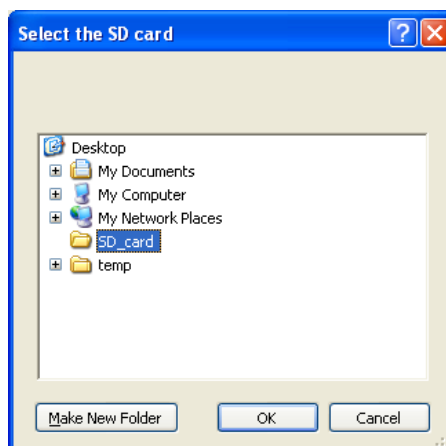 Select the SD card
Desktop
My Documents
My Computer
My Network Places
SD_card
temp
Make New Folder OK Cancel